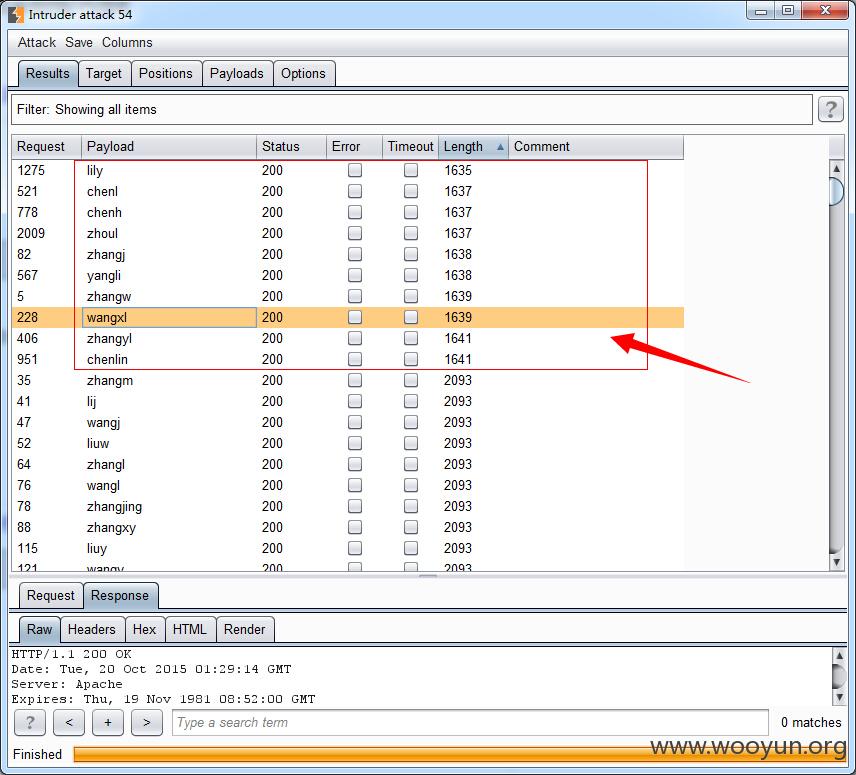 Intruder attack 54
Attack Save Columns
Results Target Positions Payloads Options
Filter: Showing all items ?
Request Payload Status Error Timeout Length Comment
1275 lily 200 1635
521 chenl 200 1637
778 chenh 200 1637
2009 zhoul 200 1637
82 zhangj 200 1638
567 yangli 200 1638
5 zhangw 200 1639
228 wangxl 200 1639
406 zhangyl 200 1641
951 chenlin 200 1641
35 zhangm 200 2093
41 lij 200 2093
47 wangj 200 2093
52 liuw 200 2093
64 zhangl 200 2093
76 wangl 200 2093
78 zhangjing 200 2093
88 zhangxy 200 2093
115 liuy 200 2093
121 wangy 200 2093
Request Response
Raw Headers Hex HTML Render
HTTP/1.1 200 OK
Date: Tue, 20 Oct 2015 01:29:14 GMT
Server: Apache
Expires: Thu, 19 Nov 1981 08:52:00 GMT
? < + > Type a search term 0 matches
www.wooyun.org
Finished